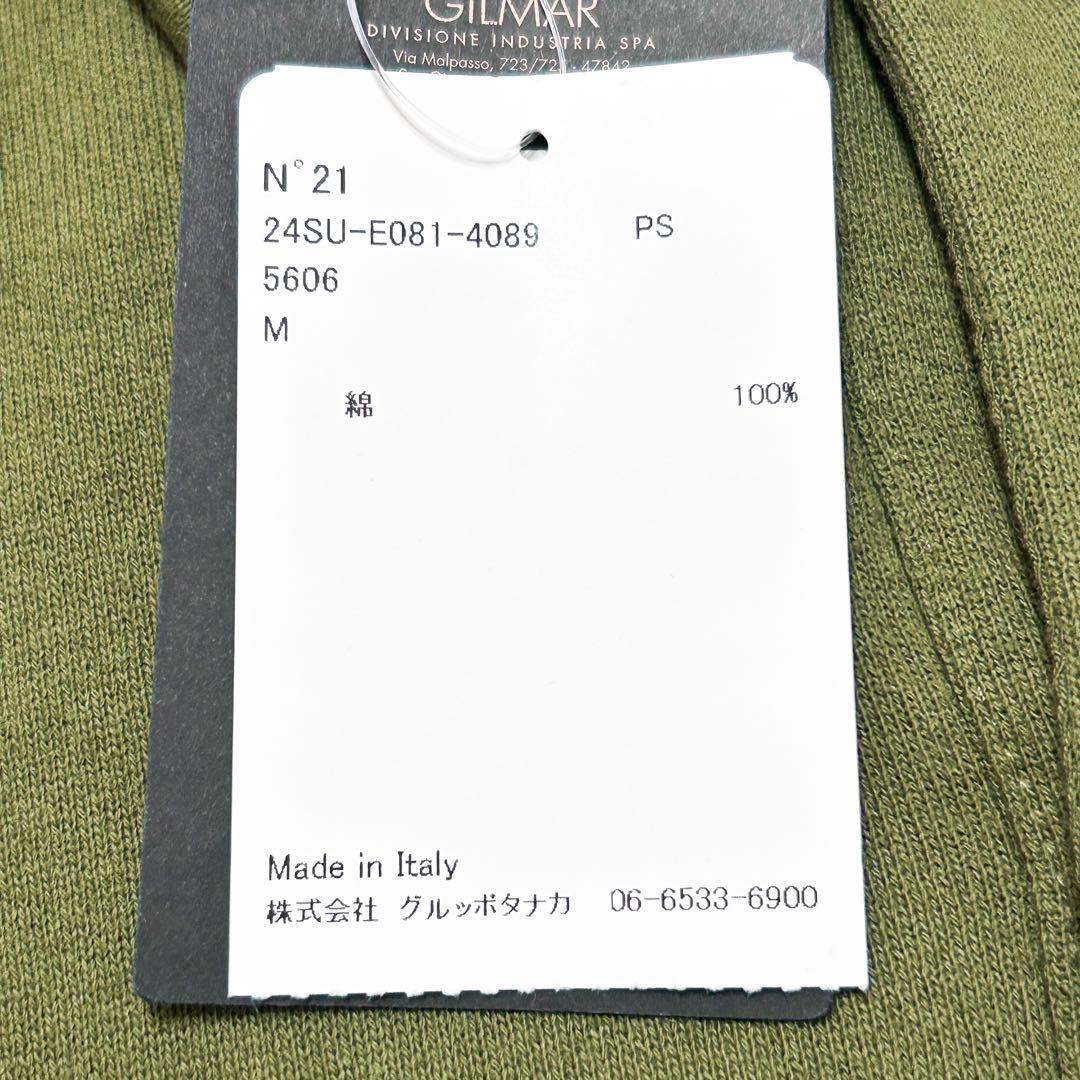 GILMAR
DIVISIONE INDUSTRIA SPA
Via Malpasso, 723/72 - 47842
N°21
24SU-E081-4089 PS
5606
M
綿 100%
Made in Italy
株式会社 グルッポタナカ 06-6533-6900